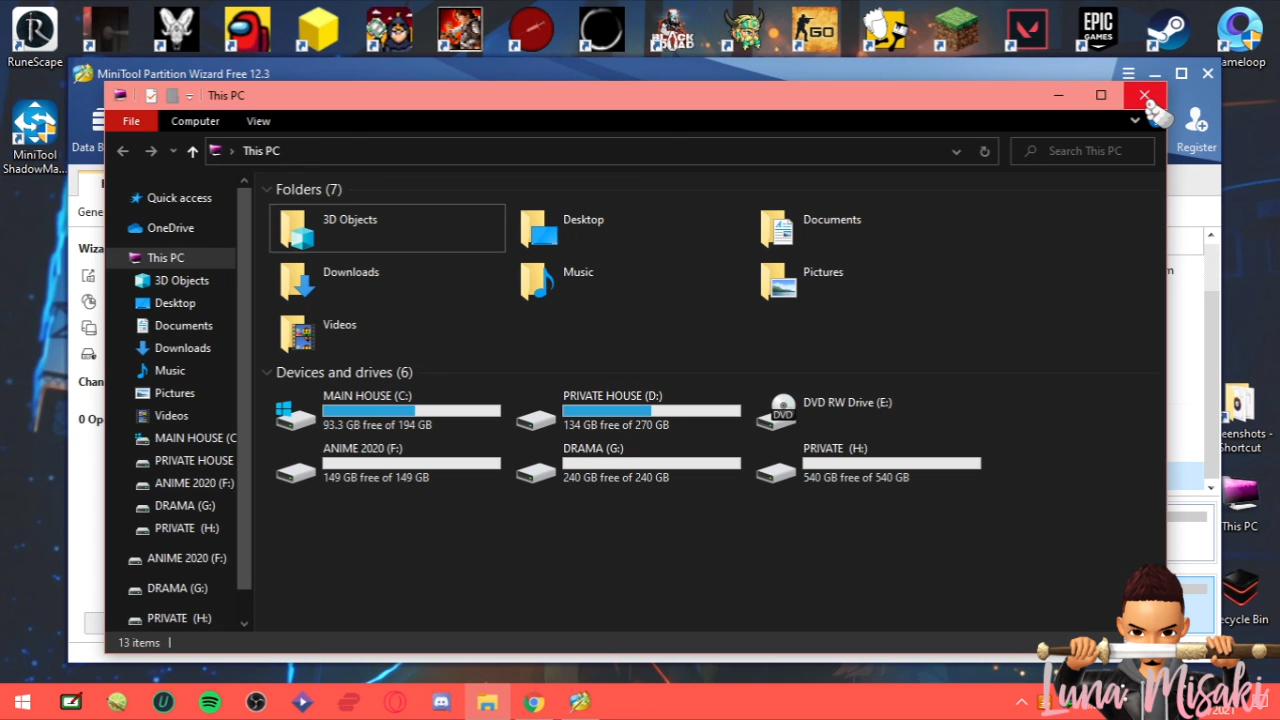 GO
EPIC
GAMES
RuneScape
ameloop
MiniTool Partition Wizard Free 12.3
This PC
File
Computer
View
MiniTool
ShadowMa...
Data B
Register
This PC
Search This PC
Gene
Wiza
Chan
0 Op
Quick access
OneDrive
This PC
3D Objects
Desktop
Documents
Downloads
Music
Pictures
Videos
MAIN HOUSE (C
PRIVATE HOUSE
ANIME 2020 (F:)
DRAMA (G:)
PRIVATE (H:)
ANIME 2020 (F:)
DRAMA (G:)
PRIVATE (H:)
Folders (7)
3D Objects
Desktop
Documents
Downloads
Music
Pictures
Videos
Devices and drives (6)
MAIN HOUSE (C:)
93.3 GB free of 194 GB
PRIVATE HOUSE (D:)
134 GB free of 270 GB
DVD
DVD RW Drive (E:)
ANIME 2020 (F:)
149 GB free of 149 GB
DRAMA (G:)
240 GB free of 240 GB
PRIVATE (H:)
540 GB free of 540 GB
13 items
eenshots -
Shortcut
This PC
ecycle Bin
Luna Misaki